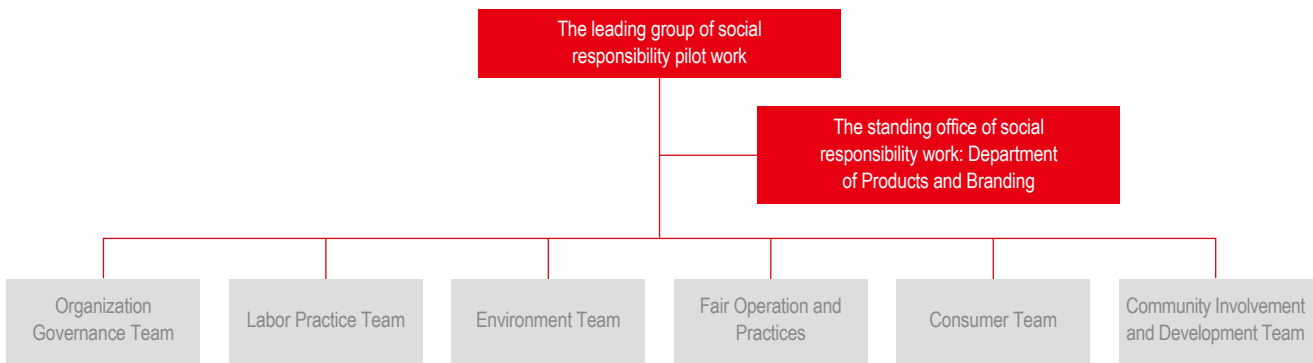 The leading group of social
responsibility pilot work
The standing office of social
responsibility work: Department
of Products and Branding
Organization
Governance Team
Labor Practice Team
Environment Team
Fair Operation and
Practices
Consumer Team
Community Involvement
and Development Team